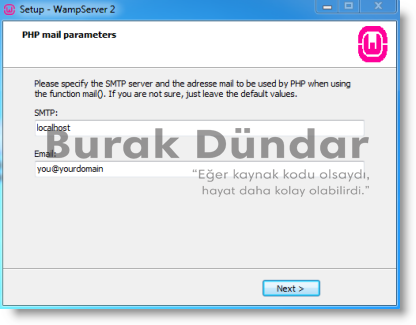 Setup - WampServer 2
PHP mail parameters
Please specify the SMTP server and the adresse mail to be used by PHP when using
the function mail(). If you are not sure, just leave the default values.
SMTP:
localhost
Email:
you@yourdomain
Burak Dündar
“Eğer kaynak kodu olsaydı,
hayat daha kolay olabilirdi.”
Next >